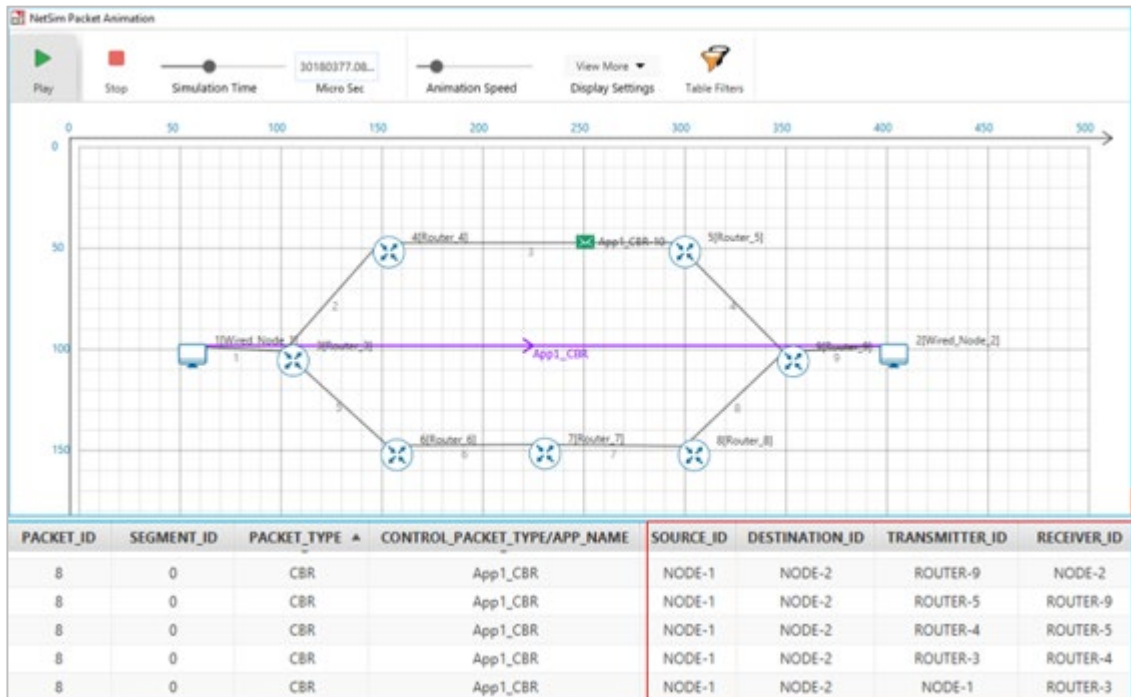 NetSim Packet Animation
30180377.08...
View More ▼
Play
Stop
Simulation Time
Micro Sec
Animation Speed
Display Settings
Table Filters
0 50 100 150 200 250 300 350 400 450 500
0
4[Router_4]
App1_CBR-10
5[Router_5]
50
3
2
4
1[Wired_Node_1]
3[Router_3]
9[Router_9]
2[Wired_Node_2]
100
1
App1_CBR
9
5
8
6[Router_6]
7[Router_7]
8[Router_8]
150
6
7
PACKET_ID SEGMENT_ID PACKET_TYPE ▲ CONTROL_PACKET_TYPE/APP_NAME SOURCE_ID DESTINATION_ID TRANSMITTER_ID RECEIVER_ID
8 0 CBR App1_CBR NODE-1 NODE-2 ROUTER-9 NODE-2
8 0 CBR App1_CBR NODE-1 NODE-2 ROUTER-5 ROUTER-9
8 0 CBR App1_CBR NODE-1 NODE-2 ROUTER-4 ROUTER-5
8 0 CBR App1_CBR NODE-1 NODE-2 ROUTER-3 ROUTER-4
8 0 CBR App1_CBR NODE-1 NODE-2 NODE-1 ROUTER-3